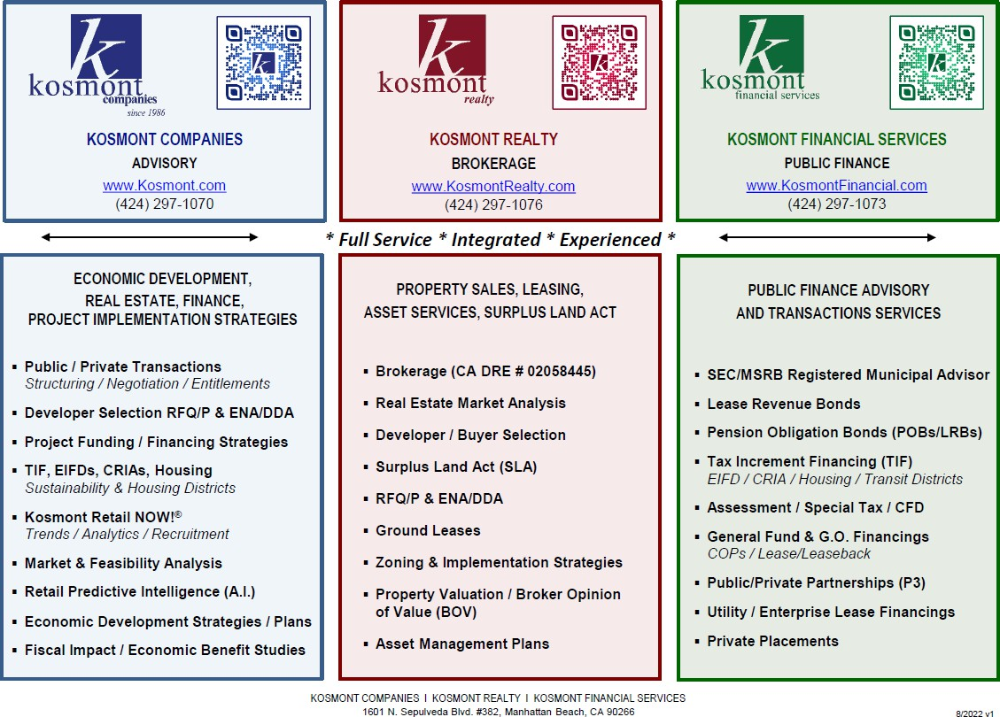 k
kosmont
companies
since 1986
k
KOSMONT COMPANIES
ADVISORY
www.Kosmont.com
(424) 297-1070
k
kosmont
realty
k
KOSMONT REALTY
BROKERAGE
www.KosmontRealty.com
(424) 297-1076
k
kosmont
financial services
k
KOSMONT FINANCIAL SERVICES
PUBLIC FINANCE
www.KosmontFinancial.com
(424) 297-1073
* Full Service * Integrated * Experienced *
ECONOMIC DEVELOPMENT,
REAL ESTATE, FINANCE,
PROJECT IMPLEMENTATION STRATEGIES
▪ Public / Private Transactions
Structuring / Negotiation / Entitlements
▪ Developer Selection RFQ/P & ENA/DDA
▪ Project Funding / Financing Strategies
▪ TIF, EIFDs, CRIAs, Housing
Sustainability & Housing Districts
▪ Kosmont Retail NOW!®
Trends / Analytics / Recruitment
▪ Market & Feasibility Analysis
▪ Retail Predictive Intelligence (A.I.)
▪ Economic Development Strategies / Plans
▪ Fiscal Impact / Economic Benefit Studies
PROPERTY SALES, LEASING,
ASSET SERVICES, SURPLUS LAND ACT
▪ Brokerage (CA DRE # 02058445)
▪ Real Estate Market Analysis
▪ Developer / Buyer Selection
▪ Surplus Land Act (SLA)
▪ RFQ/P & ENA/DDA
▪ Ground Leases
▪ Zoning & Implementation Strategies
▪ Property Valuation / Broker Opinion
of Value (BOV)
▪ Asset Management Plans
PUBLIC FINANCE ADVISORY
AND TRANSACTIONS SERVICES
▪ SEC/MSRB Registered Municipal Advisor
▪ Lease Revenue Bonds
▪ Pension Obligation Bonds (POBs/LRBs)
▪ Tax Increment Financing (TIF)
EIFD / CRIA / Housing / Transit Districts
▪ Assessment / Special Tax / CFD
▪ General Fund & G.O. Financings
COPs / Lease/Leaseback
▪ Public/Private Partnerships (P3)
▪ Utility / Enterprise Lease Financings
▪ Private Placements
KOSMONT COMPANIES I KOSMONT REALTY I KOSMONT FINANCIAL SERVICES
1601 N. Sepulveda Blvd. #382, Manhattan Beach, CA 90266
8/2022 v1